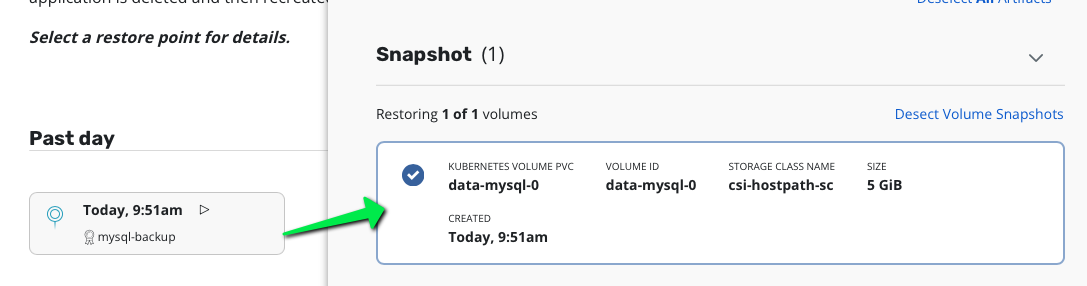 application is deleted and then recreate
Select a restore point for details.
Past day
Today, 9:51am
mysql-backup
Deselect All Artifacts
Snapshot (1)
Restoring 1 of 1 volumes
Desect Volume Snapshots
KUBERNETES VOLUME PVC
data-mysql-0
VOLUME ID
data-mysql-0
STORAGE CLASS NAME
csi-hostpath-sc
SIZE
5 GiB
CREATED
Today, 9:51am